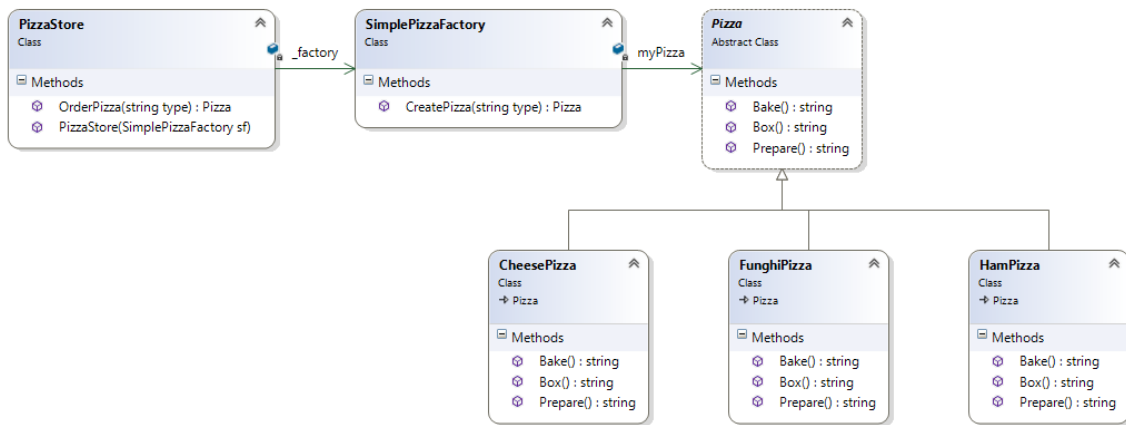 PizzaStore
Class
Methods
OrderPizza(string type) : Pizza
PizzaStore(SimplePizzaFactory sf)
_factory
SimplePizzaFactory
Class
Methods
CreatePizza(string type) : Pizza
myPizza
Pizza
Abstract Class
Methods
Bake() : string
Box() : string
Prepare() : string
CheesePizza
Class
Pizza
Methods
Bake() : string
Box() : string
Prepare() : string
FunghiPizza
Class
Pizza
Methods
Bake() : string
Box() : string
Prepare() : string
HamPizza
Class
Pizza
Methods
Bake() : string
Box() : string
Prepare() : string